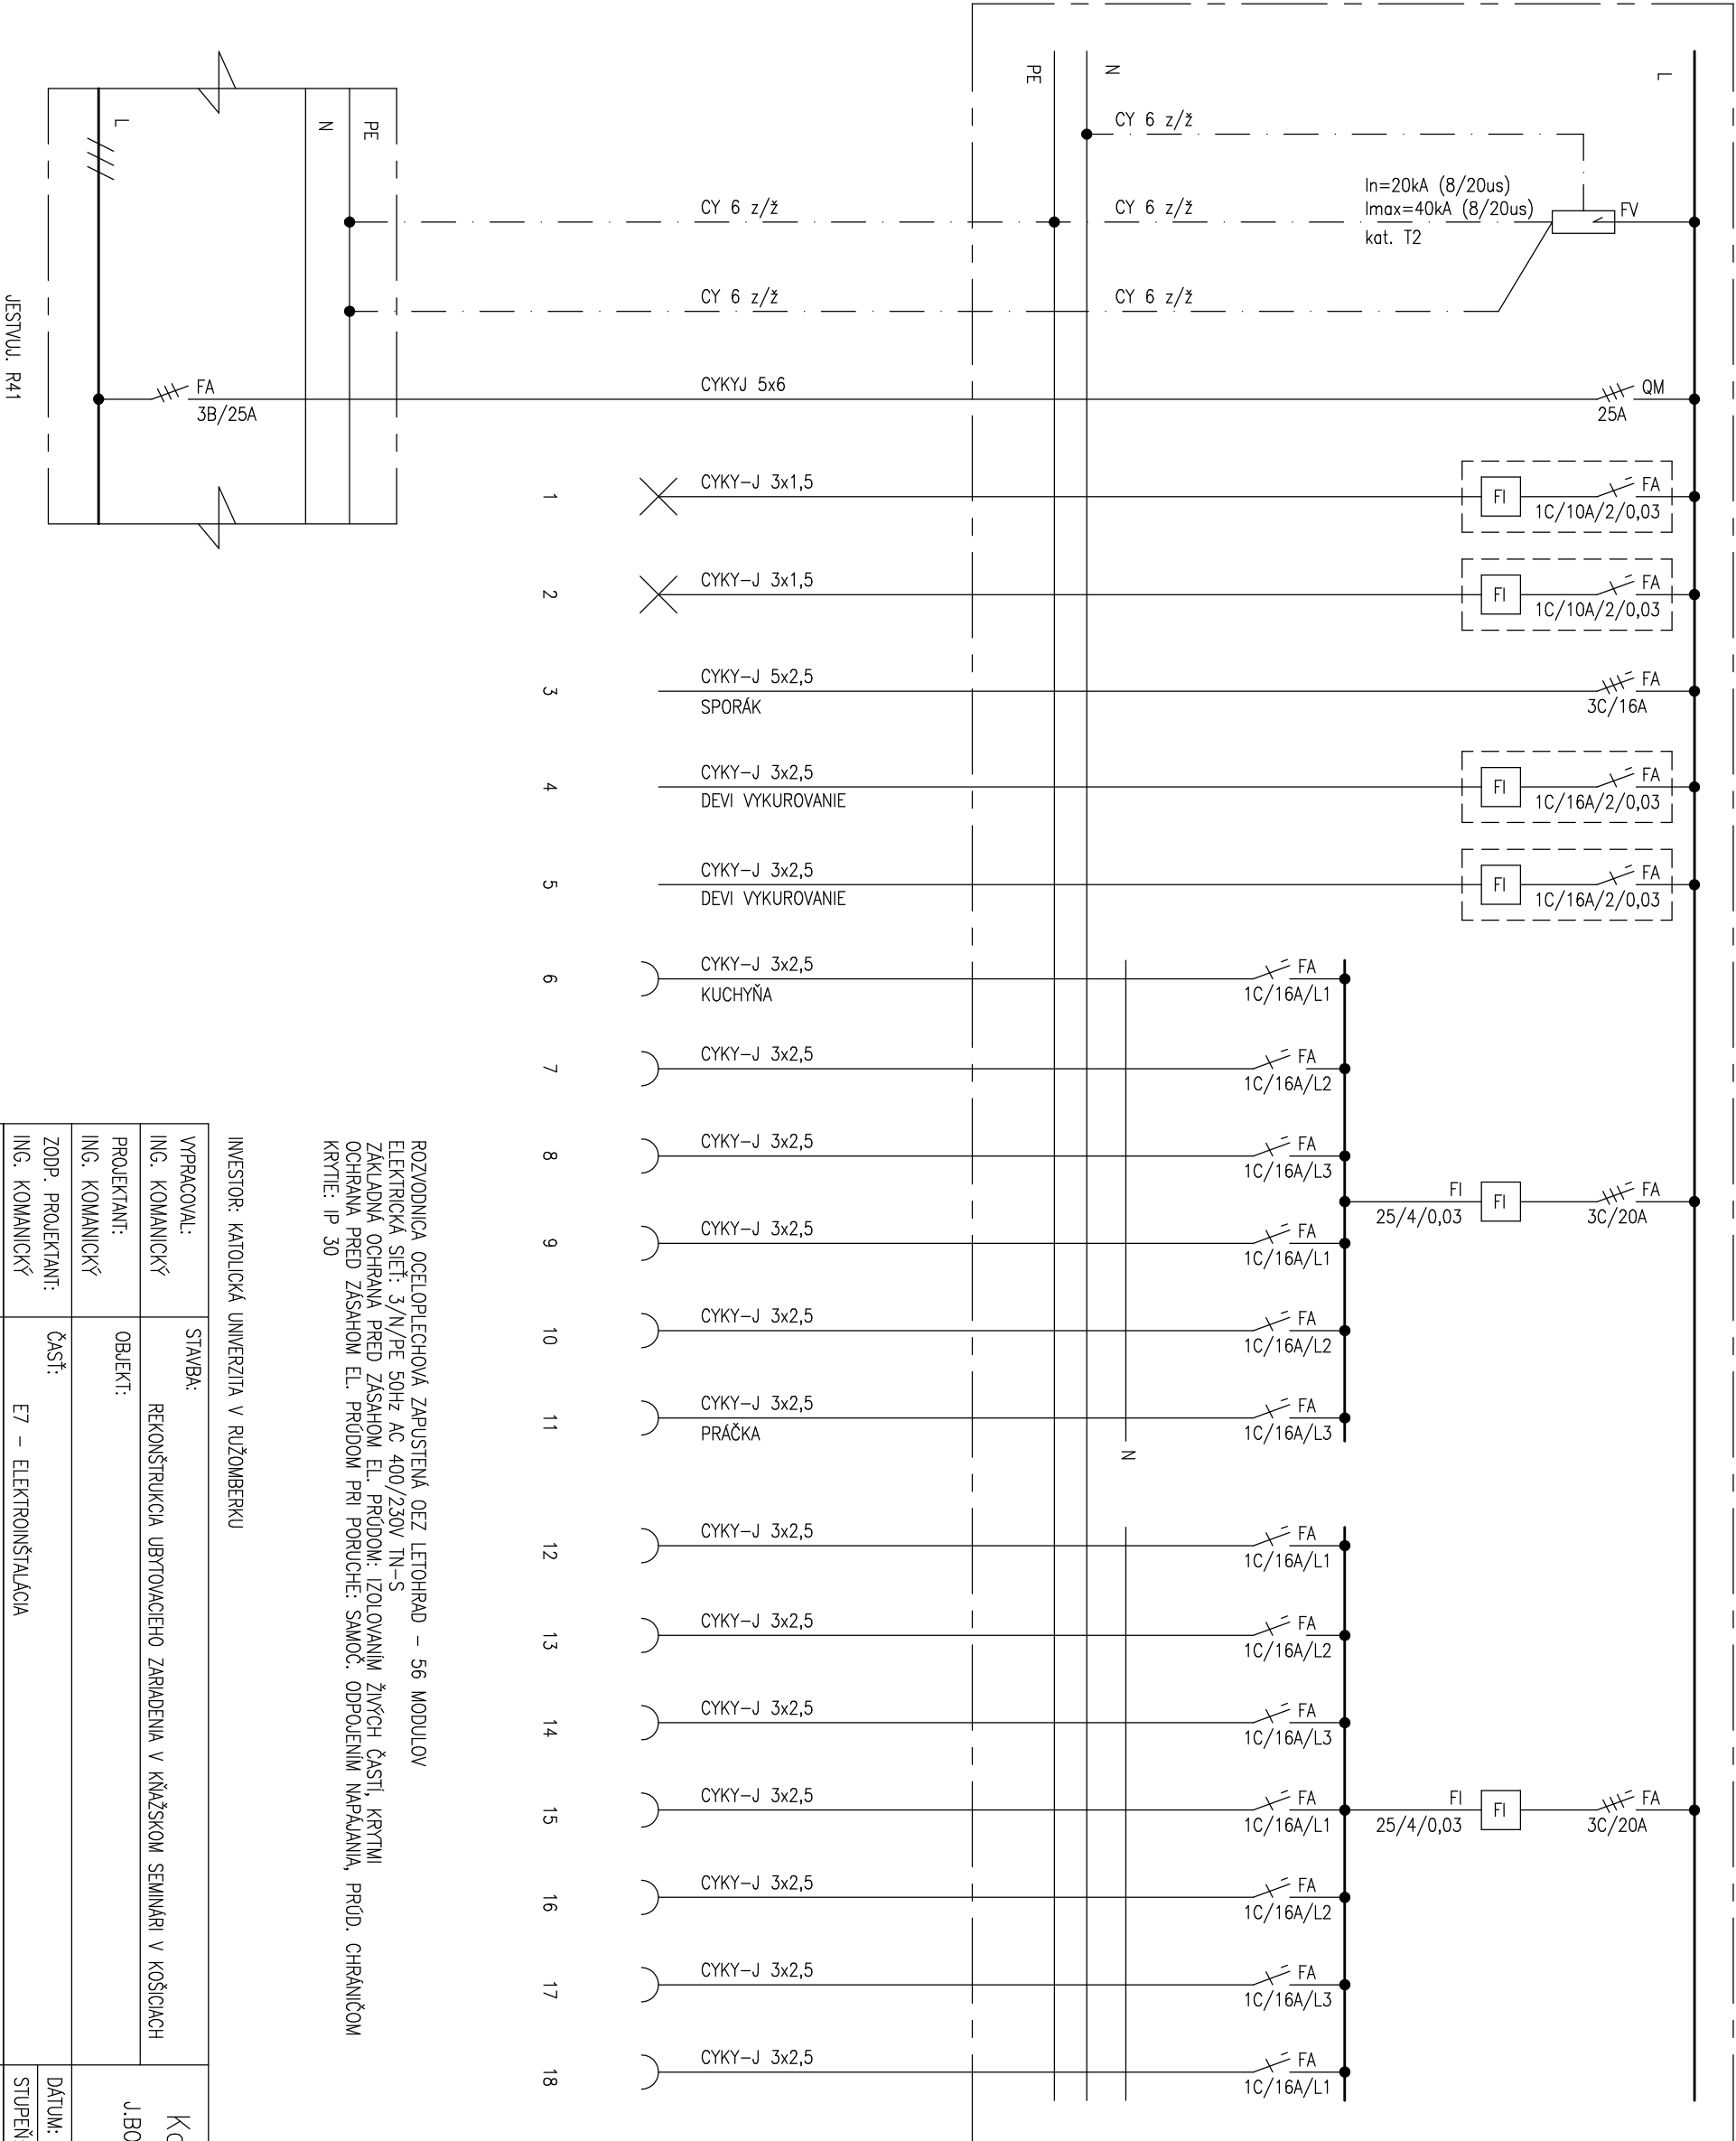 L
N
PE
CY 6 z/ž
In=20kA (8/20us)
Imax=40kA (8/20us)
kat. T2
FV
CY 6 z/ž
CY 6 z/ž
CY 6 z/ž
CY 6 z/ž
PE
N
L
FA
3B/25A
CYKYJ 5x6
QM
25A
JESTVUJ. R41
1
CYKY-J 3x1,5
FI
FA
1C/10A/2/0,03
2
CYKY-J 3x1,5
FI
FA
1C/10A/2/0,03
3
CYKY-J 5x2,5
SPORÁK
FA
3C/16A
4
CYKY-J 3x2,5
DEVI VYKUROVANIE
FI
FA
1C/16A/2/0,03
5
CYKY-J 3x2,5
DEVI VYKUROVANIE
FI
FA
1C/16A/2/0,03
6
CYKY-J 3x2,5
KUCHYŇA
FA
1C/16A/L1
7
CYKY-J 3x2,5
FA
1C/16A/L2
8
CYKY-J 3x2,5
FA
1C/16A/L3
FI
25/4/0,03
FI
FA
3C/20A
9
CYKY-J 3x2,5
FA
1C/16A/L1
10
CYKY-J 3x2,5
FA
1C/16A/L2
11
CYKY-J 3x2,5
PRÁČKA
FA
1C/16A/L3
N
12
CYKY-J 3x2,5
FA
1C/16A/L1
13
CYKY-J 3x2,5
FA
1C/16A/L2
14
CYKY-J 3x2,5
FA
1C/16A/L3
15
CYKY-J 3x2,5
FA
1C/16A/L1
FI
25/4/0,03
FI
FA
3C/20A
16
CYKY-J 3x2,5
FA
1C/16A/L2
17
CYKY-J 3x2,5
FA
1C/16A/L3
18
CYKY-J 3x2,5
FA
1C/16A/L1
ROZVODNICA OCELOPLECHOVÁ ZAPUSTENÁ OEZ LETOHRAD - 56 MODULOV
ELEKTRICKÁ SIEŤ: 3/N/PE 50Hz AC 400/230V TN-S
ZÁKLADNÁ OCHRANA PRED ZÁSAHOM EL. PRÚDOM: IZOLOVANÍM ŽIVÝCH ČASTÍ, KRYTMI
OCHRANA PRED ZÁSAHOM EL. PRÚDOM PRI PORUCHE: SAMOČ. ODPOJENÍM NAPÁJANIA, PRÚD. CHRÁNIČOM
KRYTIE: IP 30
INVESTOR: KATOLICKÁ UNIVERZITA V RUŽOMBERKU
VYPRACOVAL:
ING. KOMANICKÝ
PROJEKTANT:
ING. KOMANICKÝ
ZODP. PROJEKTANT:
ING. KOMANICKÝ
STAVBA:
REKONŠTRUKCIA UBYTOVACIEHO ZARIADENIA V KŇAŽSKOM SEMINÁRI V KOŠICIACH
OBJEKT:
ČASŤ:
E7 - ELEKTROINŠTALÁCIA
J.BO
DÁTUM:
STUPEŇ: